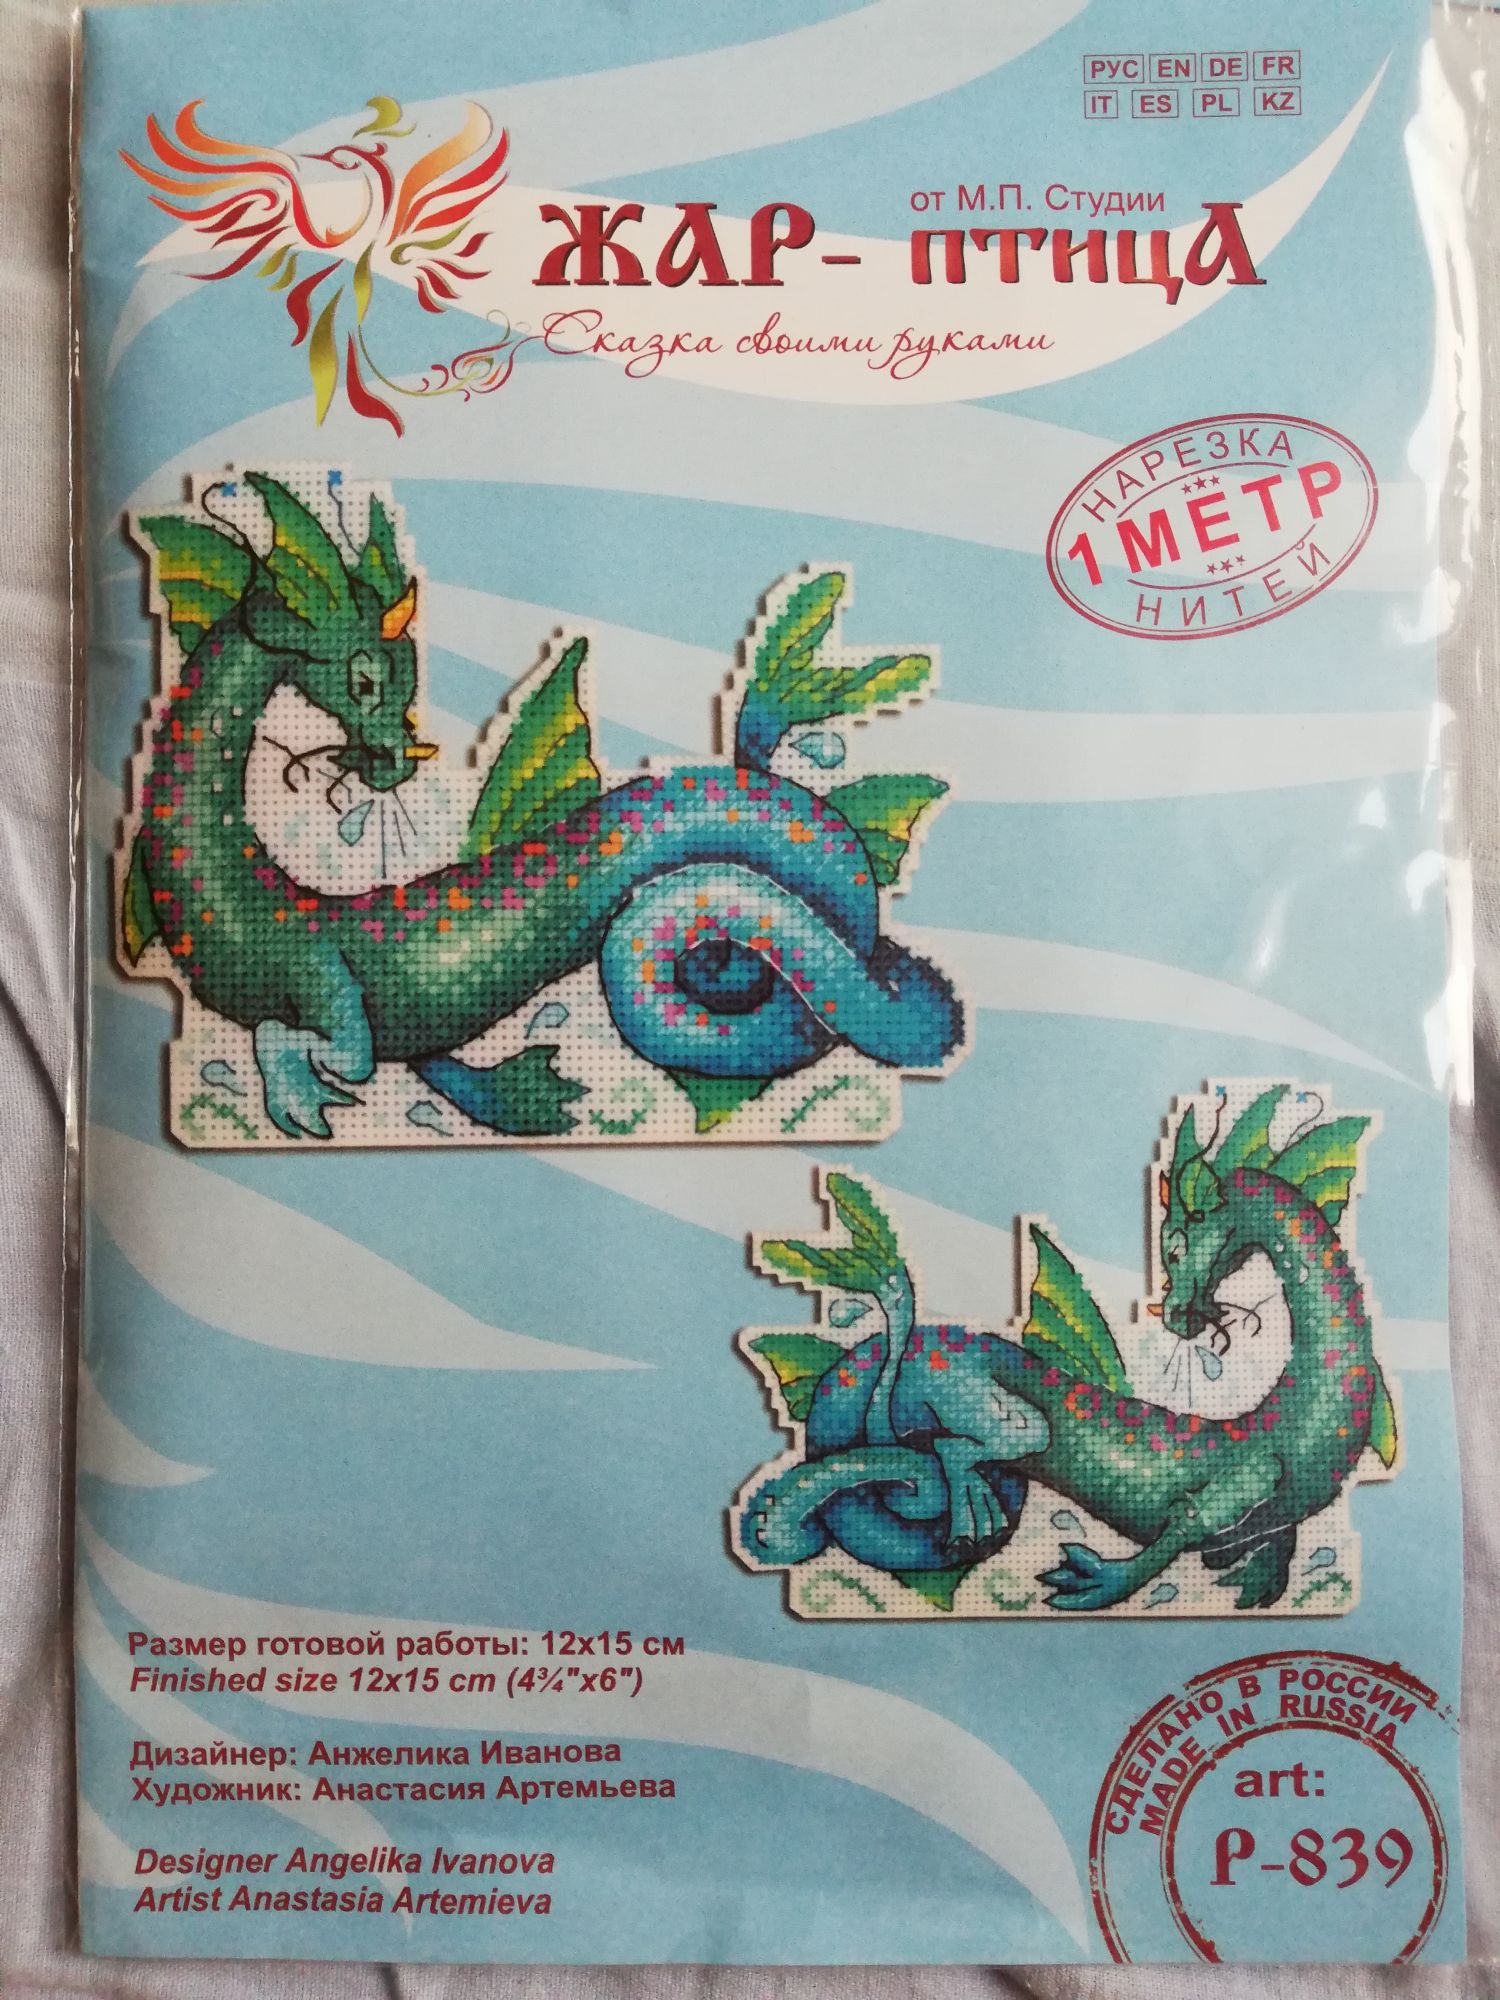 РУС EN DE FR
IT ES PL KZ
от М.П. Студии
ЖАР-ПТИЦА
Сказка своими руками
НАРЕЗКА
1 МЕТР
НИТЕЙ
Размер готовой работы: 12х15 см
Finished size 12x15 cm (4¾"x6")
Дизайнер: Анжелика Иванова
Художник: Анастасия Артемьева
Designer Angelika Ivanova
Artist Anastasia Artemieva
СДЕЛАНО В РОССИИ
MADE IN RUSSIA
art:
Р-839